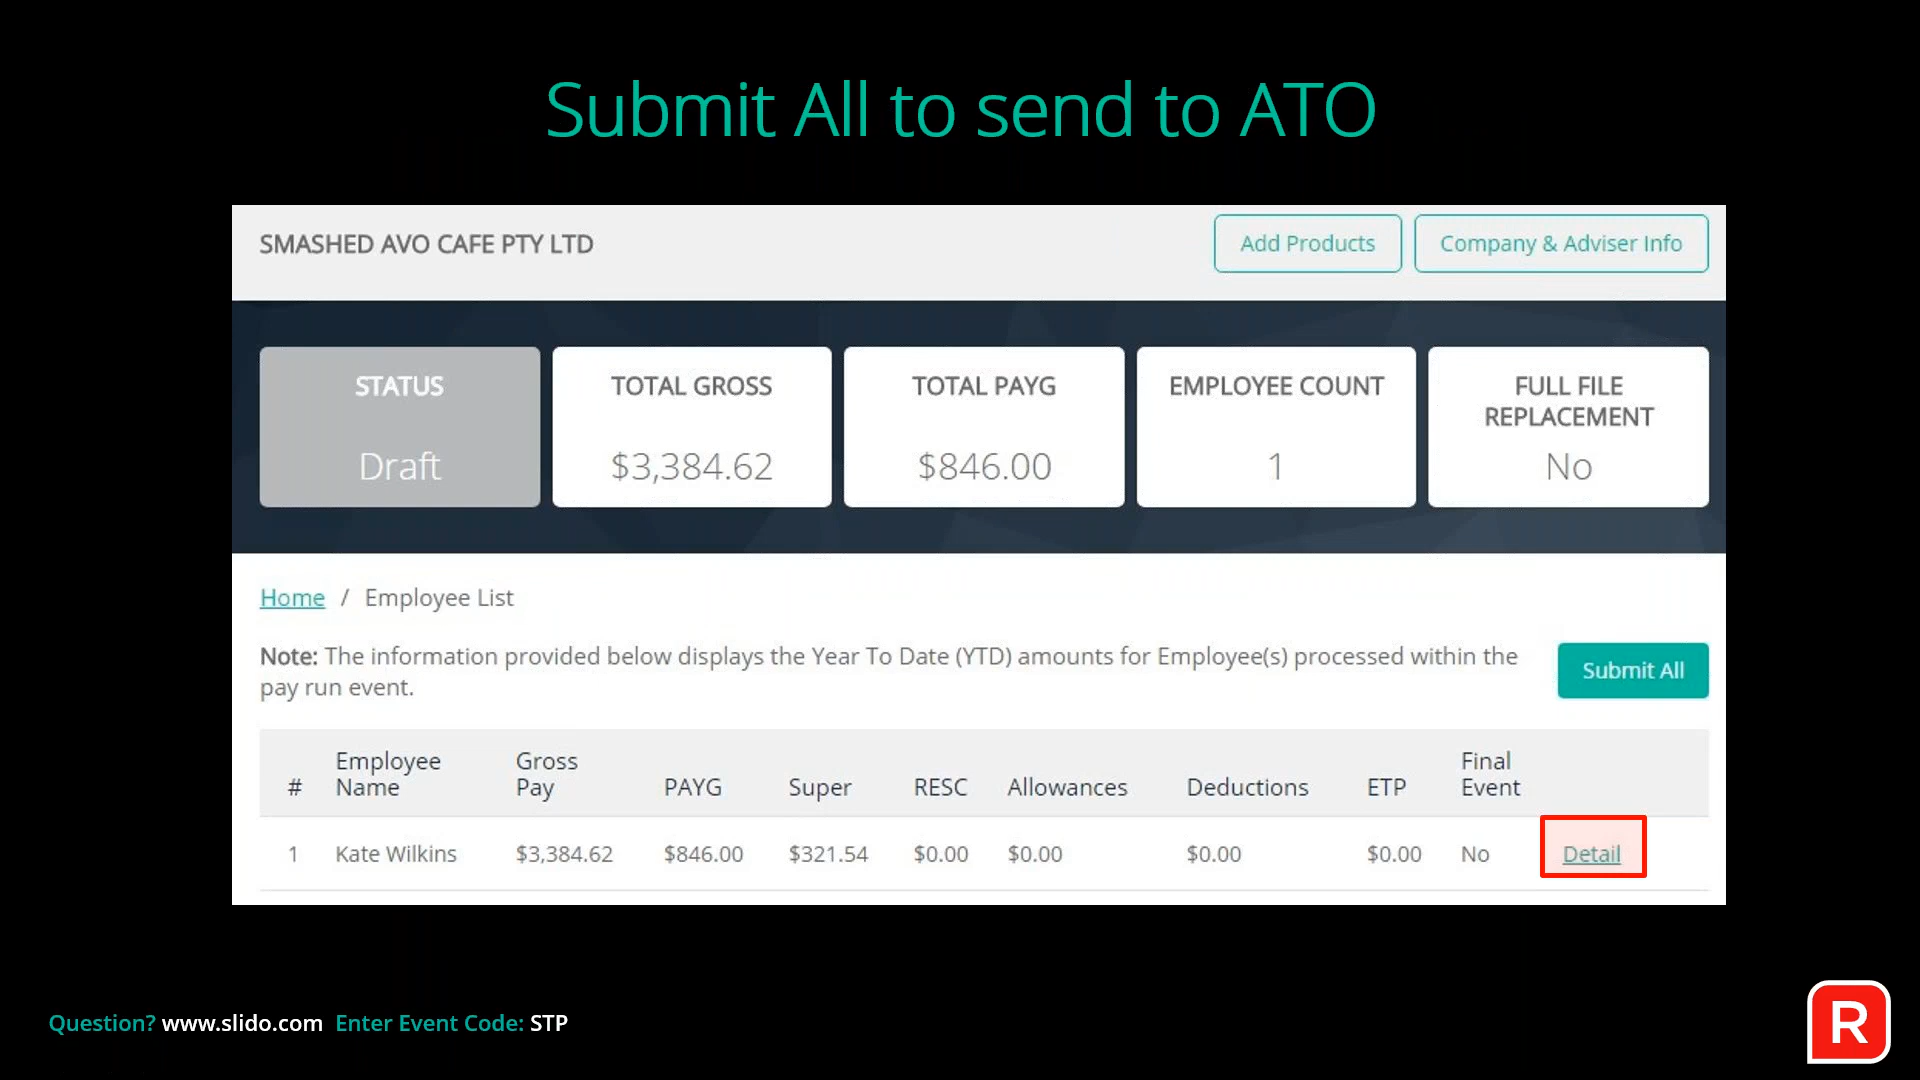 Submit All to send to ATO
SMASHED AVO CAFE PTY LTD
Add Products
Company & Adviser Info
STATUS
Draft
TOTAL GROSS
$3,384.62
TOTAL PAYG
$846.00
EMPLOYEE COUNT
1
FULL FILE
REPLACEMENT
No
Home / Employee List
Note: The information provided below displays the Year To Date (YTD) amounts for Employee(s) processed within the
pay run event.
Submit All
# Employee Name Gross Pay PAYG Super RESC Allowances Deductions ETP Final Event
1 Kate Wilkins $3,384.62 $846.00 $321.54 $0.00 $0.00 $0.00 $0.00 No Detail
Question? www.slido.com Enter Event Code: STP
R